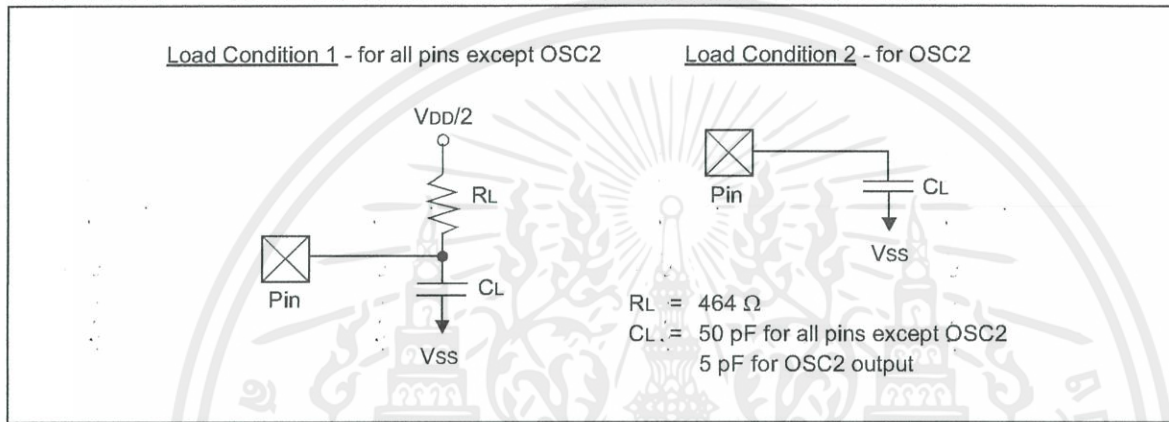 Load Condition 1 - for all pins except OSC2
VDD/2
RL
Pin
CL
VSS
Load Condition 2 - for OSC2
Pin
CL
VSS
RL = 464 Ω
CL = 50 pF for all pins except OSC2
5 pF for OSC2 output